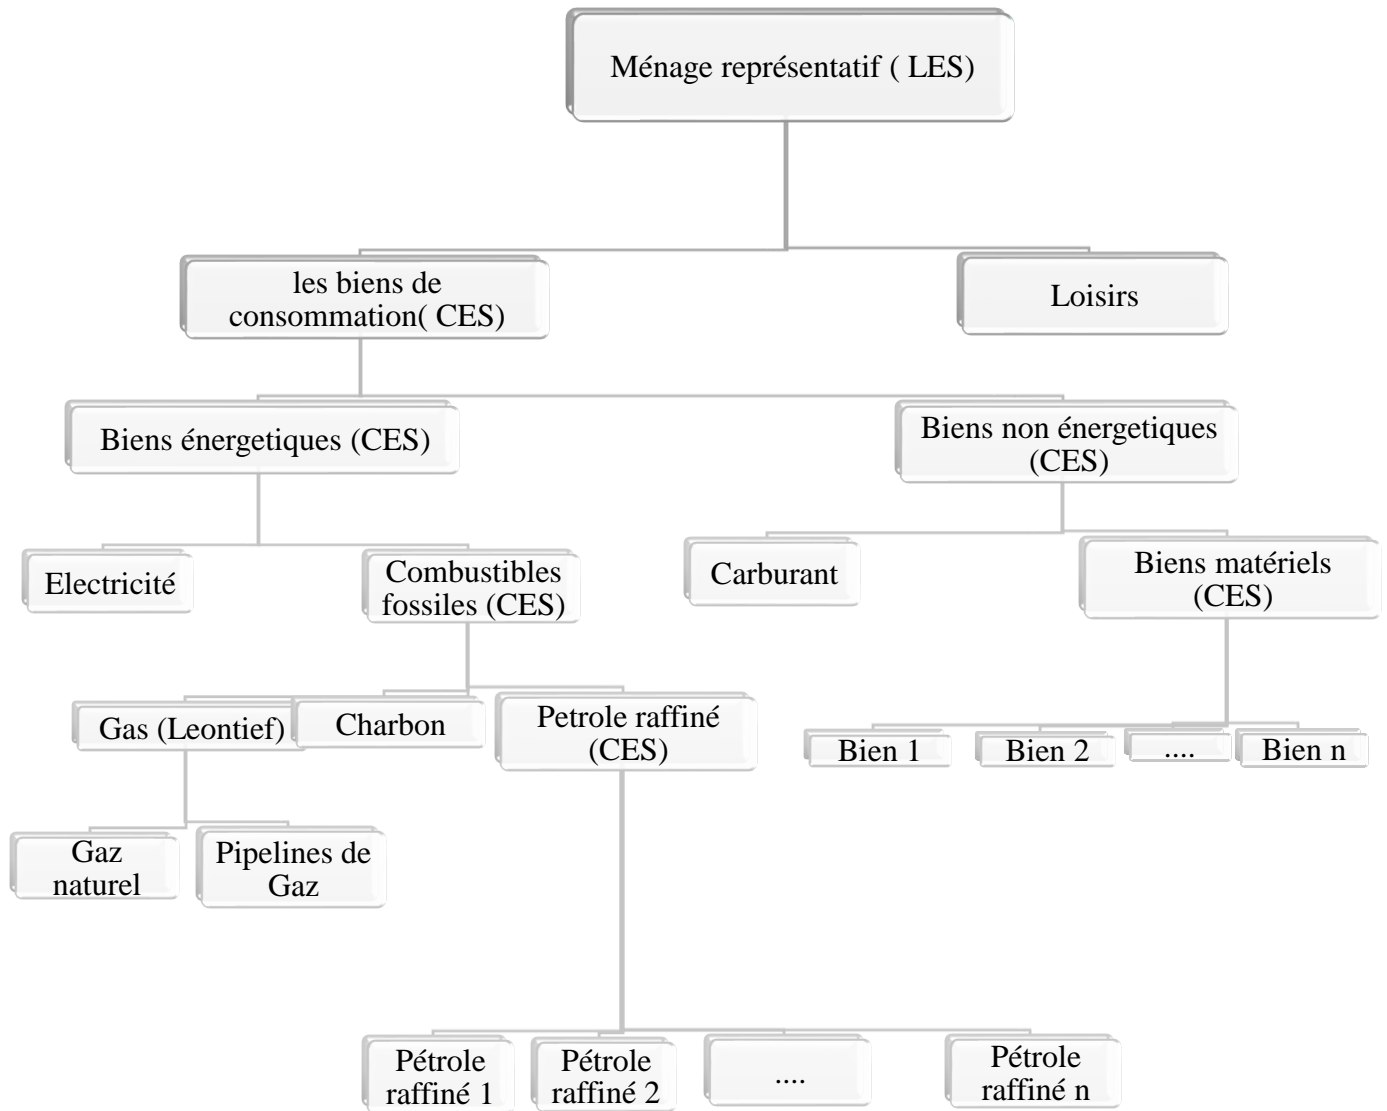 Ménage représentatif ( LES)
les biens de
consommation( CES)
Loisirs
Biens énergetiques (CES)
Biens non énergetiques
(CES)
Electricité
Combustibles
fossiles (CES)
Carburant
Biens matériels
(CES)
Gas (Leontief)
Charbon
Petrole raffiné
(CES)
Bien 1
Bien 2
....
Bien n
Gaz
naturel
Pipelines de
Gaz
Pétrole
raffiné 1
Pétrole
raffiné 2
....
Pétrole
raffiné n